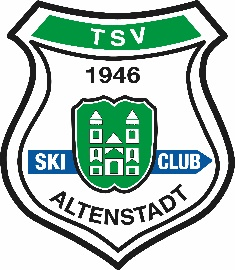 TSV
1946
SKI CLUB
ALTENSTADT